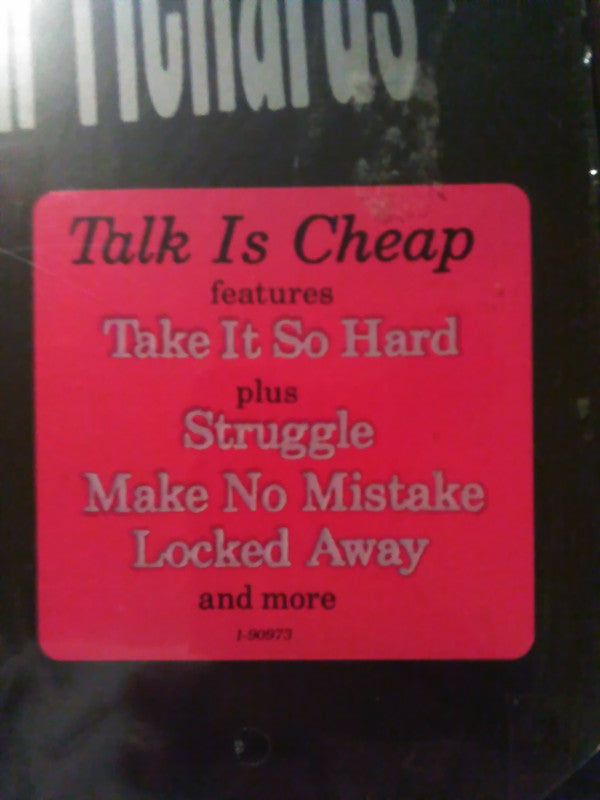 Richards
Talk Is Cheap
features
Take It So Hard
plus
Struggle
Make No Mistake
Locked Away
and more
1-90973